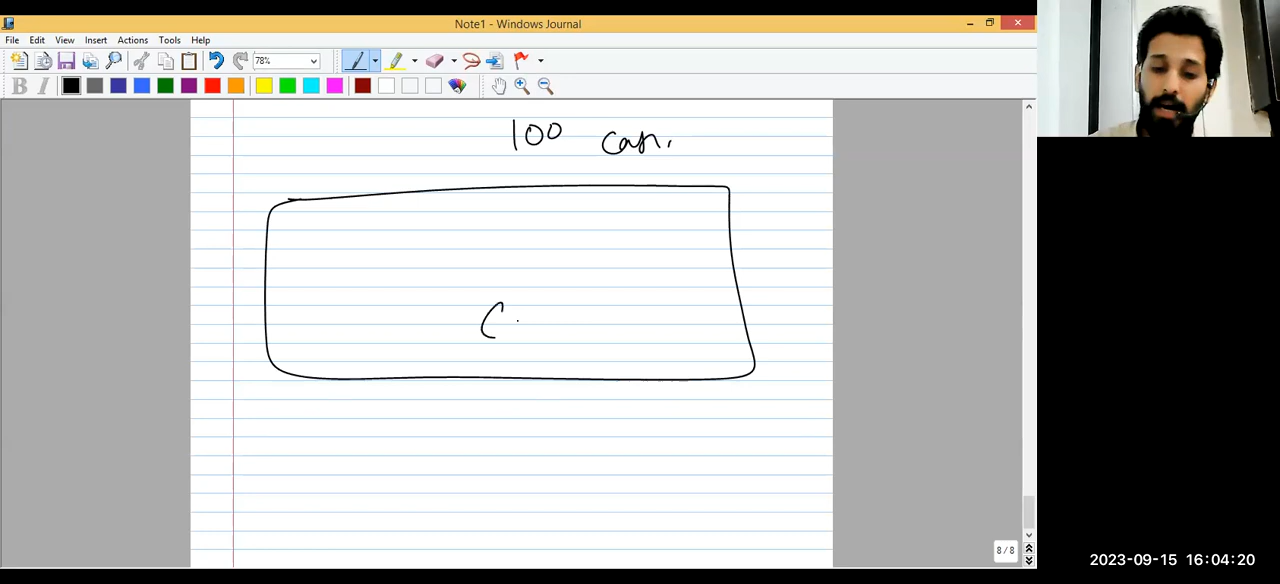 Note1 - Windows Journal
File Edit View Insert Actions Tools Help
78%
B I
100
C
8/8
2023-09-15 16:04:20